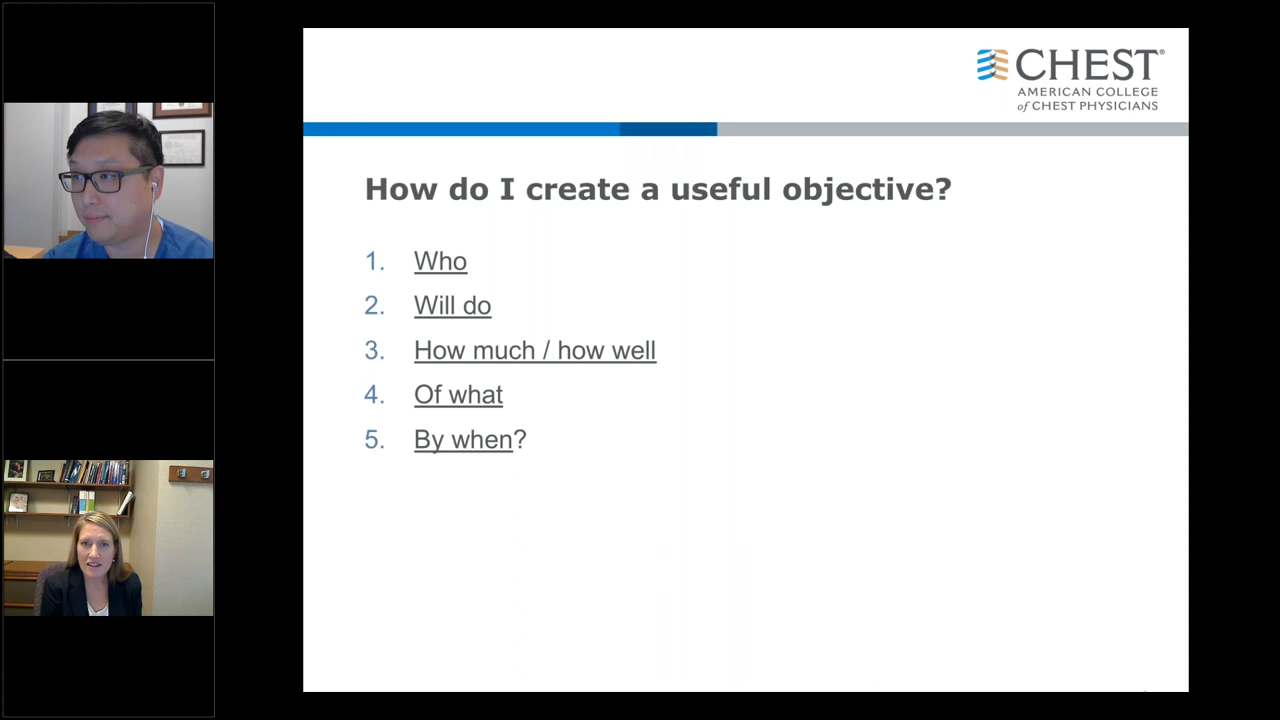 CHEST®
AMERICAN COLLEGE
of CHEST PHYSICIANS
How do I create a useful objective?
1. Who
2. Will do
3. How much / how well
4. Of what
5. By when?